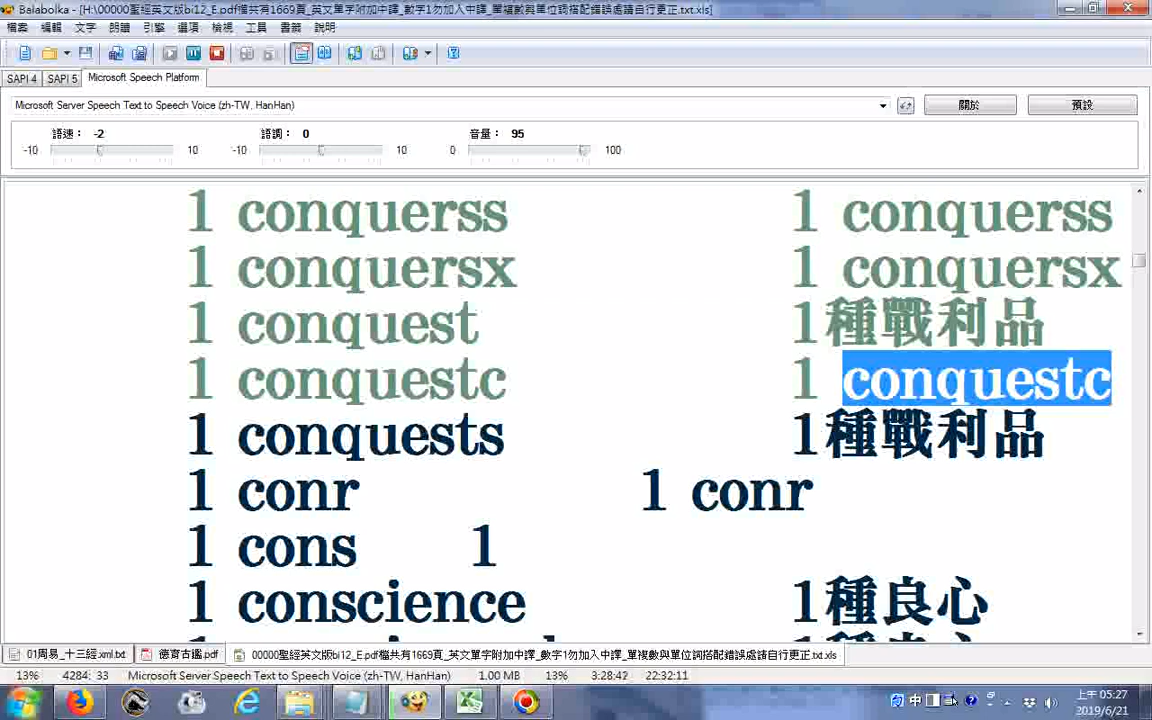 Balabolka - [H:\00000聖經英文版bi12_E.pdf檔共有1669頁_英文單字附加中譯_數字1勿加入中譯_單複數與單位詞搭配錯誤處請自行更正.txt.xls]
檔案 編輯 文字 朗讀 引擎 選項 檢視 工具 書籤 說明
SAPI 4 SAPI 5 Microsoft Speech Platform
Microsoft Server Speech Text to Speech Voice (zh-TW, HanHan) 關於 預設
語速： -2 語調： 0 音量： 95
-10 10 -10 10 0 100
1 conquerss 1 conquerss
1 conquersx 1 conquersx
1 conquest 1種戰利品
1 conquestc 1 conquestc
1 conquests 1種戰利品
1 conr 1 conr
1 cons 1
1 conscience 1種良心
01周易_十三經.xml.txt 德育古鑑.pdf 00000聖經英文版bi12_E.pdf檔共有1669頁_英文單字附加中譯_數字1勿加入中譯_單複數與單位詞搭配錯誤處請自行更正.txt.xls
13% 4284: 33 Microsoft Server Speech Text to Speech Voice (zh-TW, HanHan) 1.00 MB 13% 3:28:42 22:32:11
中 上午 05:27
2019/6/21